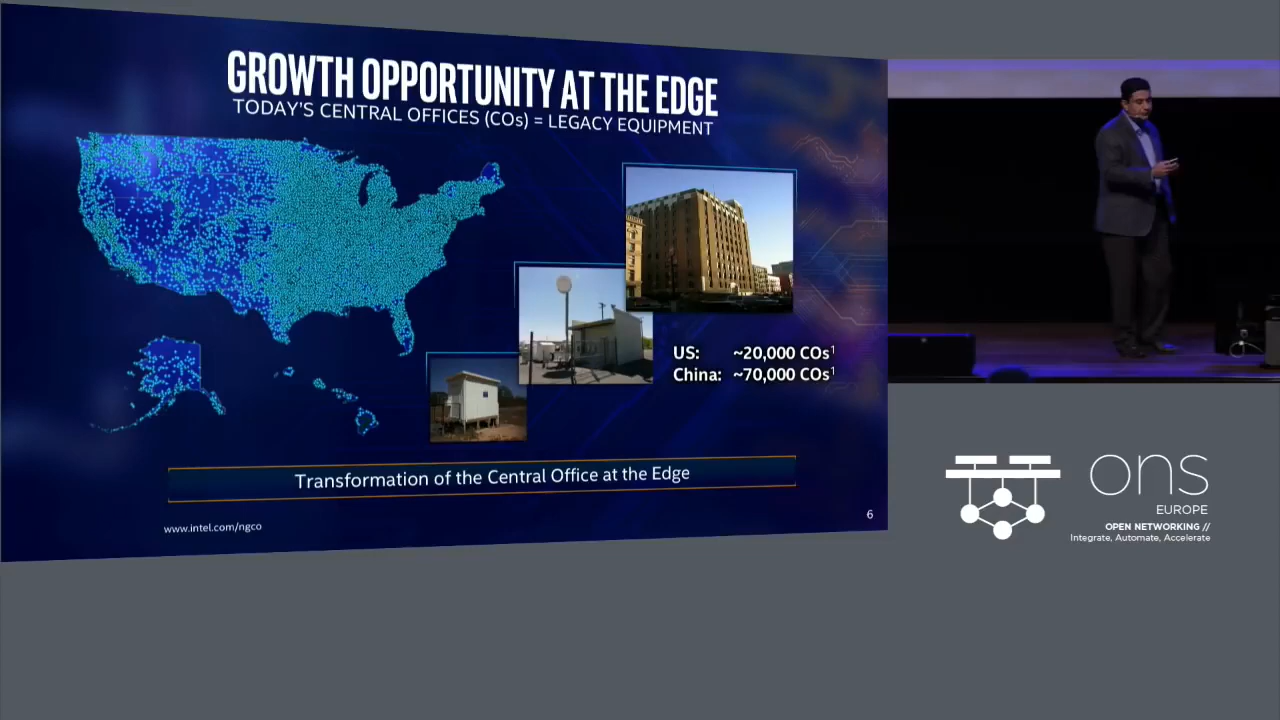 GROWTH OPPORTUNITY AT THE EDGE
TODAY'S CENTRAL OFFICES (COs) = LEGACY EQUIPMENT
US: ~20,000 COs¹
China: ~70,000 COs¹
Transformation of the Central Office at the Edge
www.intel.com/ngco
6
ons
EUROPE
OPEN NETWORKING //
Integrate, Automate, Accelerate